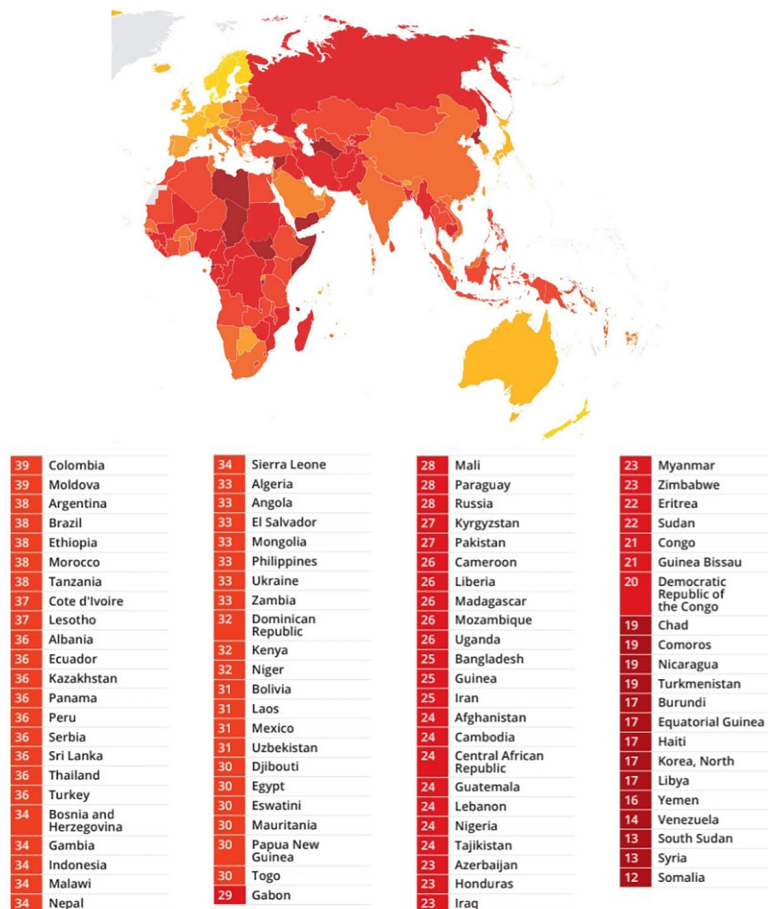 39 Colombia
39 Moldova
38 Argentina
38 Brazil
38 Ethiopia
38 Morocco
38 Tanzania
37 Cote d'Ivoire
37 Lesotho
36 Albania
36 Ecuador
36 Kazakhstan
36 Panama
36 Peru
36 Serbia
36 Sri Lanka
36 Thailand
36 Turkey
34 Bosnia and
Herzegovina
34 Gambia
34 Indonesia
34 Malawi
34 Nepal
34 Sierra Leone
33 Algeria
33 Angola
33 El Salvador
33 Mongolia
33 Philippines
33 Ukraine
33 Zambia
32 Dominican
Republic
32 Kenya
32 Niger
31 Bolivia
31 Laos
31 Mexico
31 Uzbekistan
30 Djibouti
30 Egypt
30 Eswatini
30 Mauritania
30 Papua New
Guinea
30 Togo
29 Gabon
28 Mali
28 Paraguay
28 Russia
27 Kyrgyzstan
27 Pakistan
26 Cameroon
26 Liberia
26 Madagascar
26 Mozambique
26 Uganda
25 Bangladesh
25 Guinea
25 Iran
24 Afghanistan
24 Cambodia
24 Central African
Republic
24 Guatemala
24 Lebanon
24 Nigeria
24 Tajikistan
23 Azerbaijan
23 Honduras
23 Iraq
23 Myanmar
23 Zimbabwe
22 Eritrea
22 Sudan
21 Congo
21 Guinea Bissau
20 Democratic
Republic of
the Congo
19 Chad
19 Comoros
19 Nicaragua
19 Turkmenistan
17 Burundi
17 Equatorial Guinea
17 Haiti
17 Korea, North
17 Libya
16 Yemen
14 Venezuela
13 South Sudan
13 Syria
12 Somalia